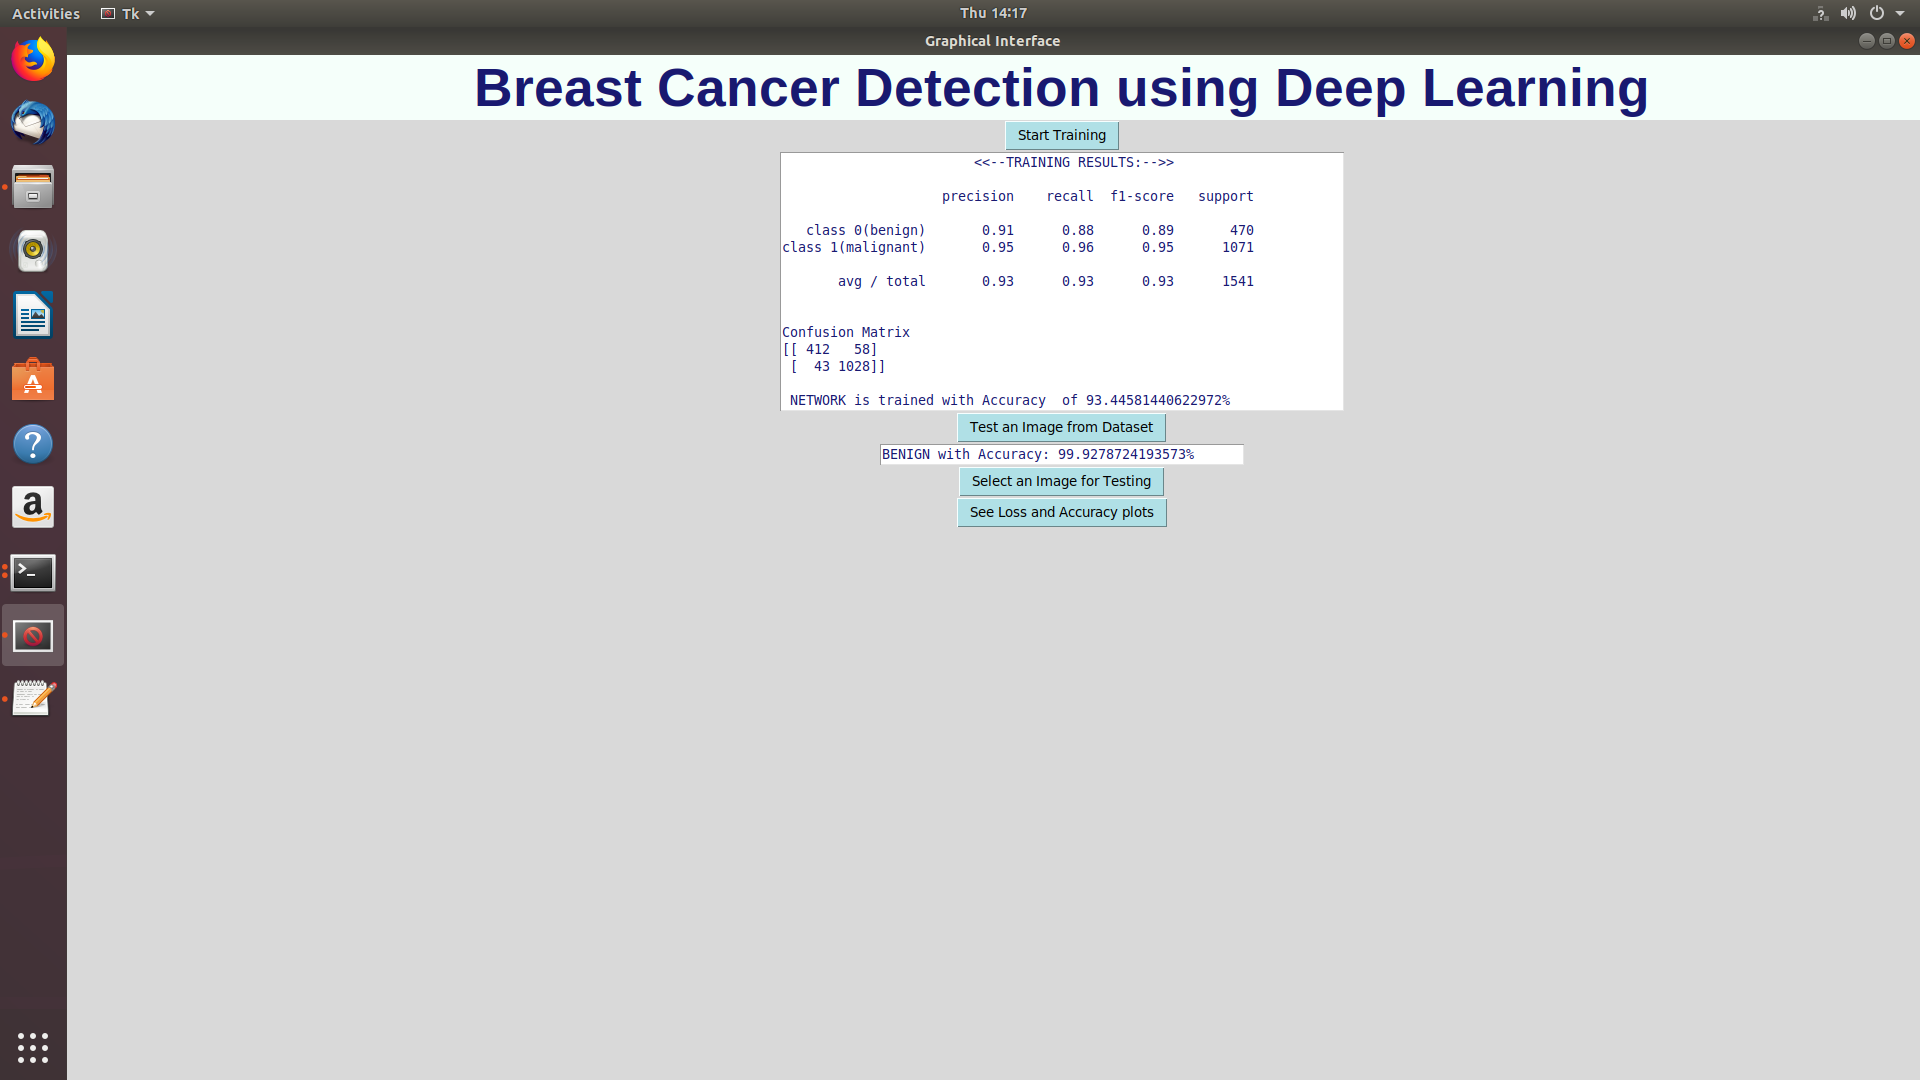 Activities Tk Thu 14:17
Graphical Interface
Breast Cancer Detection using Deep Learning
Start Training
<<--TRAINING RESULTS:-->>
precision recall f1-score support
class 0(benign) 0.91 0.88 0.89 470
class 1(malignant) 0.95 0.96 0.95 1071
avg / total 0.93 0.93 0.93 1541
Confusion Matrix
[[ 412 58]
[ 43 1028]]
NETWORK is trained with Accuracy of 93.44581440622972%
Test an Image from Dataset
BENIGN with Accuracy: 99.9278724193573%
Select an Image for Testing
See Loss and Accuracy plots